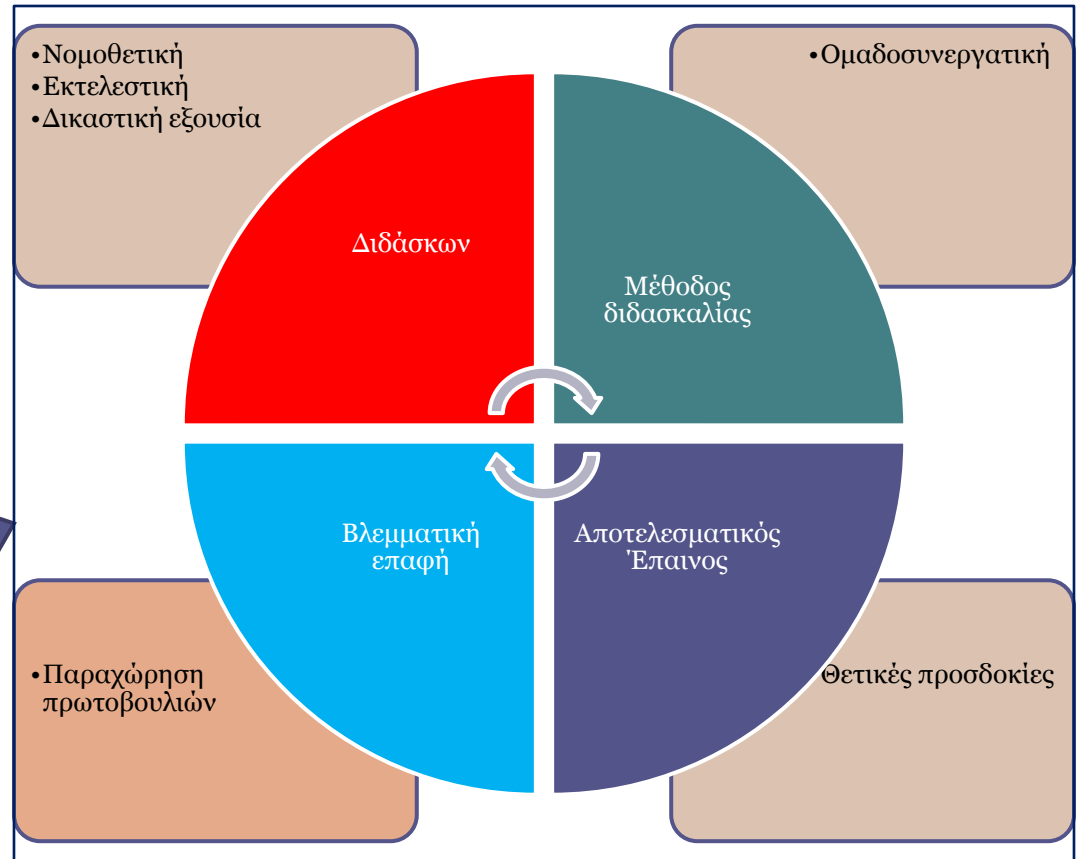 •Νομοθετική
•Εκτελεστική
•Δικαστική εξουσία
•Ομαδοσυνεργατική
Διδάσκων
Μέθοδος
διδασκαλίας
Βλεμματική
επαφή
Αποτελεσματικός
Έπαινος
•Παραχώρηση
πρωτοβουλιών
Θετικές προσδοκίες